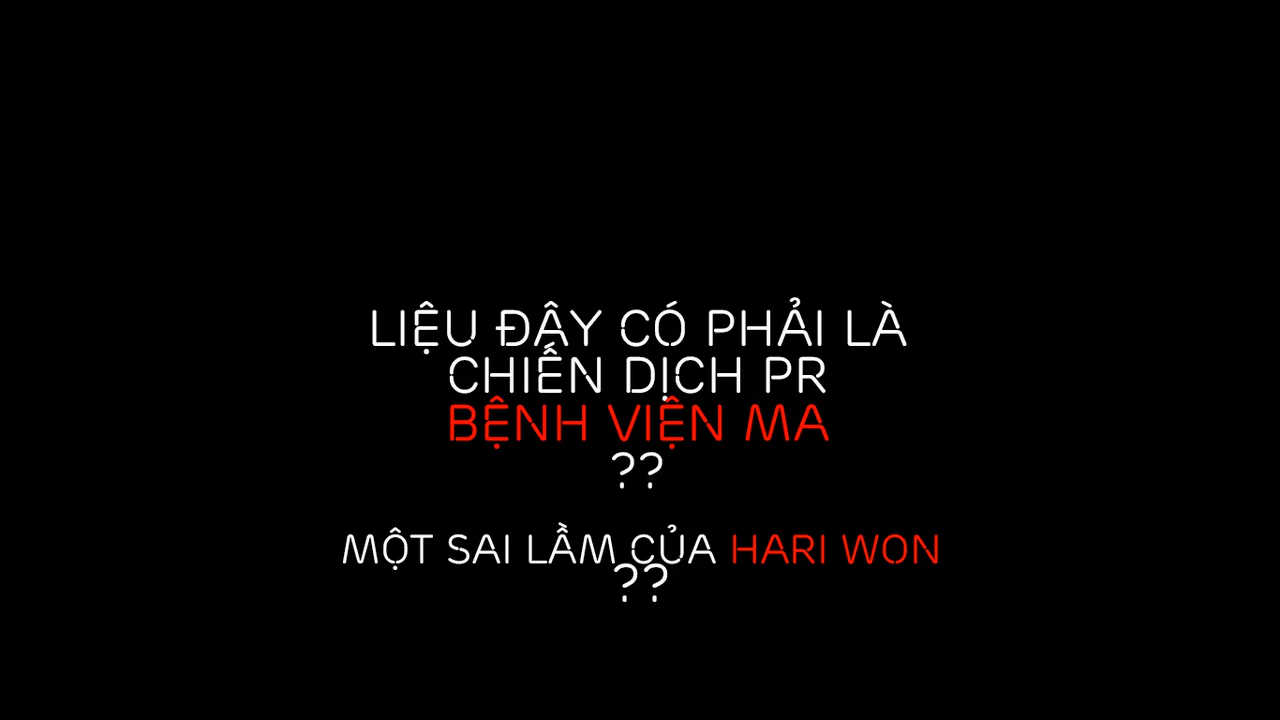 LIỆU ĐÂY CÓ PHẢI LÀ
CHIẾN DỊCH PR
BỆNH VIỆN MA
??
MỘT SAI LẦM CỦA HARI WON
??